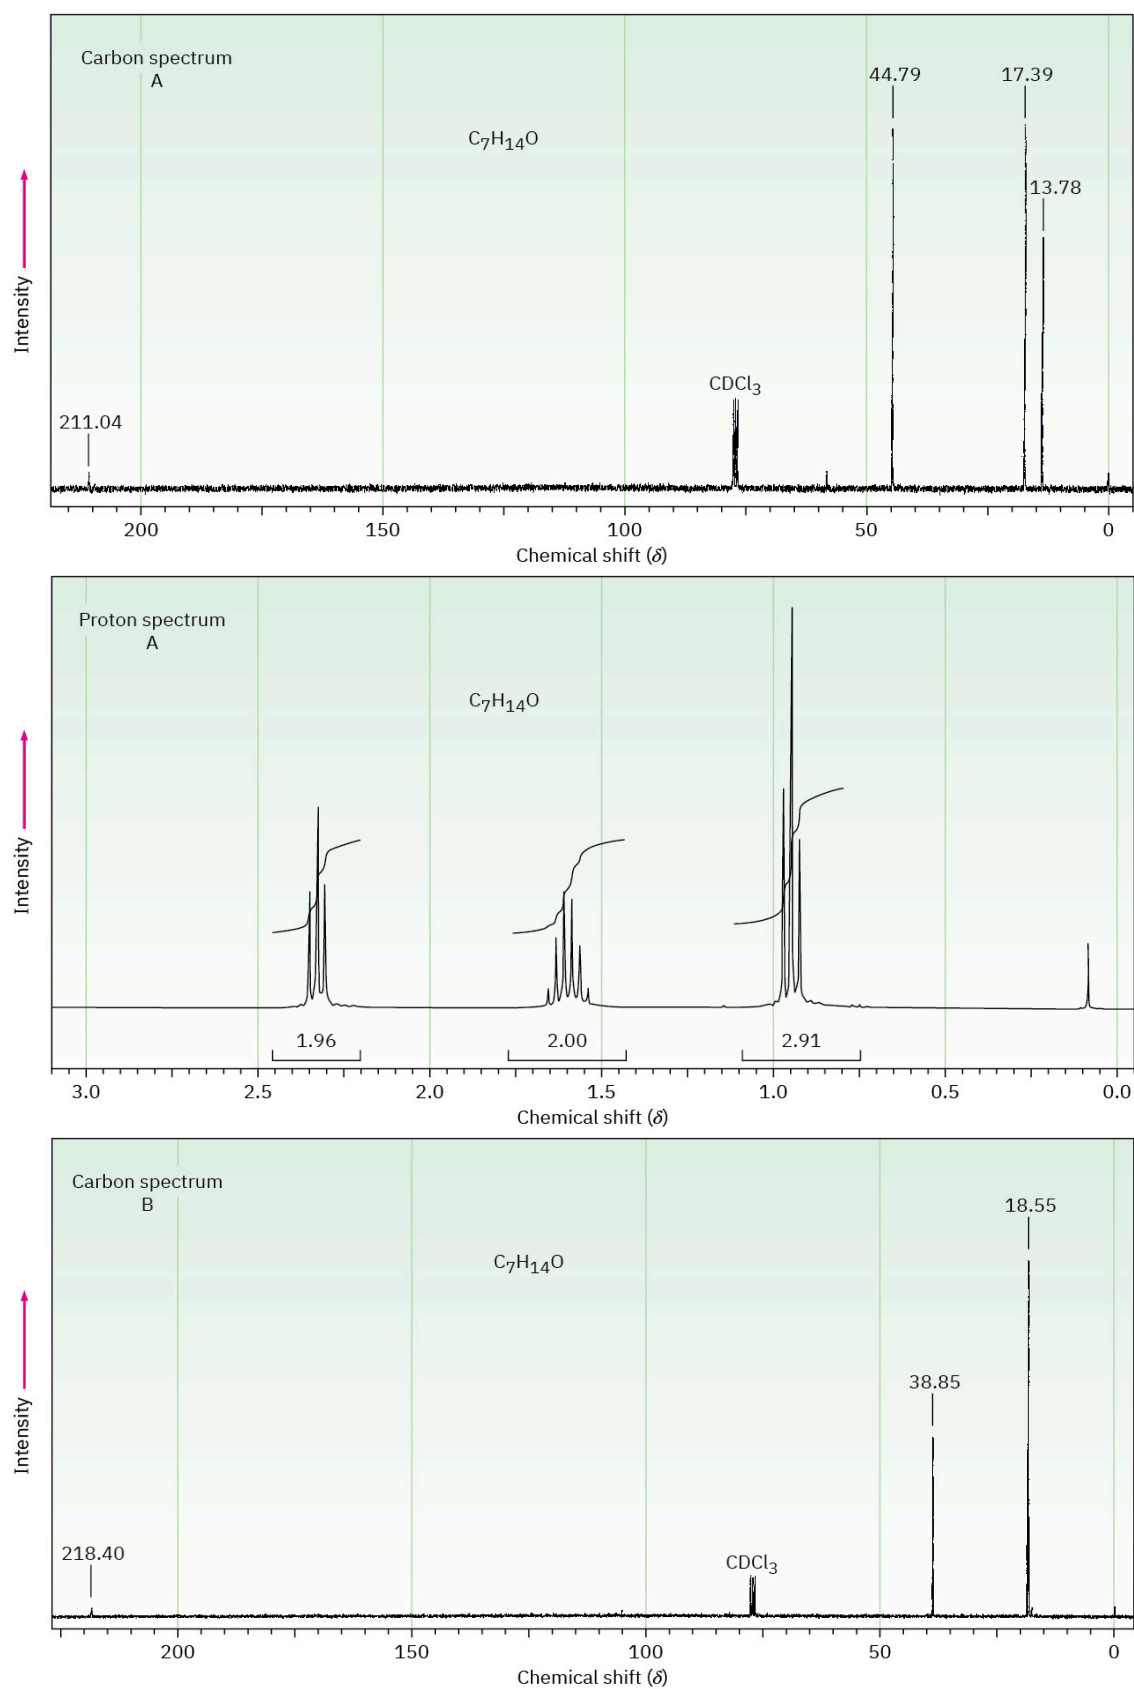 Carbon spectrum
A
44.79
17.39
C₇H₁₄O
13.78
Intensity
CDCl₃
211.04
200 150 100 50 0
Chemical shift (δ)
Proton spectrum
A
C₇H₁₄O
Intensity
1.96 2.00 2.91
3.0 2.5 2.0 1.5 1.0 0.5 0.0
Chemical shift (δ)
Carbon spectrum
B
18.55
C₇H₁₄O
38.85
Intensity
218.40
CDCl₃
200 150 100 50 0
Chemical shift (δ)